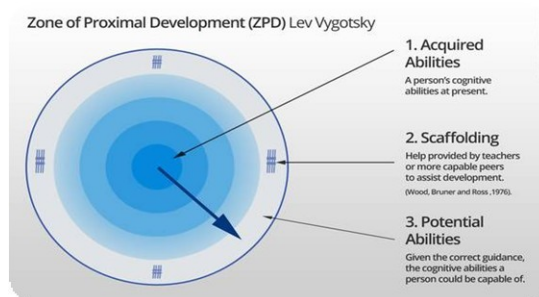 Zone of Proximal Development (ZPD) Lev Vygotsky
1. Acquired
Abilities
A person's cognitive
abilities at present.
2. Scaffolding
Help provided by teachers
or more capable peers
to assist development.
(Wood, Bruner and Ross ,1976).
3. Potential
Abilities
Given the correct guidance,
the cognitive abilities a
person could be capable of.